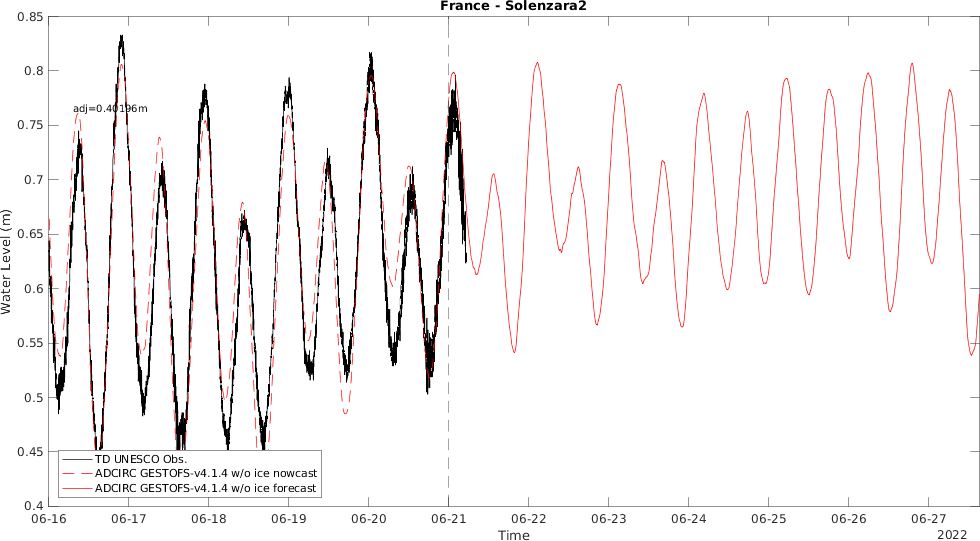 France - Solenzara2
0.85
0.8
0.75
0.7
0.65
0.6
0.55
0.5
0.45
0.4
Water Level (m)
adj=0.40196m
TD UNESCO Obs.
ADCIRC GESTOFS-v4.1.4 w/o ice nowcast
ADCIRC GESTOFS-v4.1.4 w/o ice forecast
06-16 06-17 06-18 06-19 06-20 06-21 06-22 06-23 06-24 06-25 06-26 06-27
Time
2022